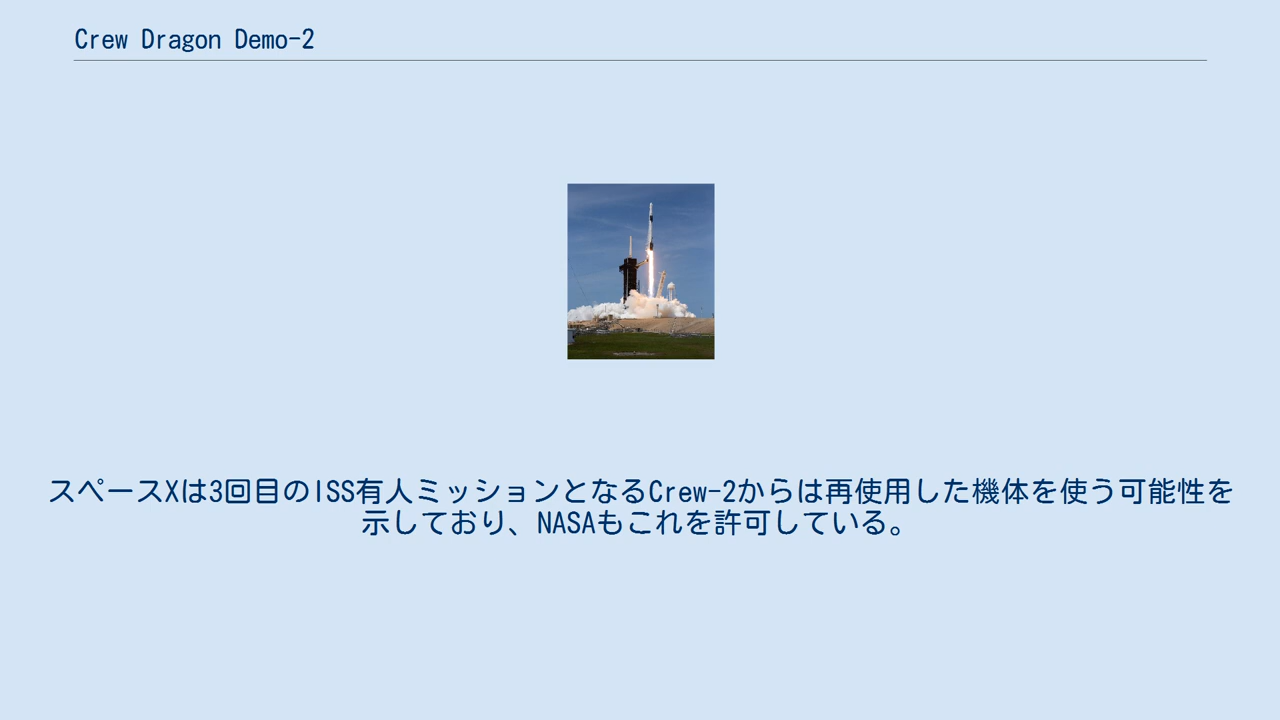 Crew Dragon Demo-2
スペースXは3回目のISS有人ミッションとなるCrew-2からは再使用した機体を使う可能性を
示しており、NASAもこれを許可している。